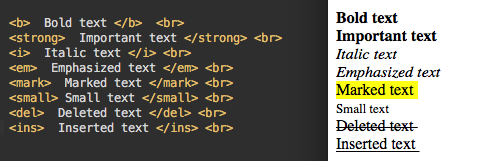 <b>  Bold text </b>  <br>
<strong>  Important text </strong> <br>
<i>  Italic text </i> <br>
<em>  Emphasized text </em> <br>
<mark>  Marked text </mark> <br>
<small> Small text </small> <br>
<del>  Deleted text </del> <br>
<ins>  Inserted text </ins> <br>
Bold text
Important text
Italic text
Emphasized text
Marked text
Small text
Deleted text
Inserted text